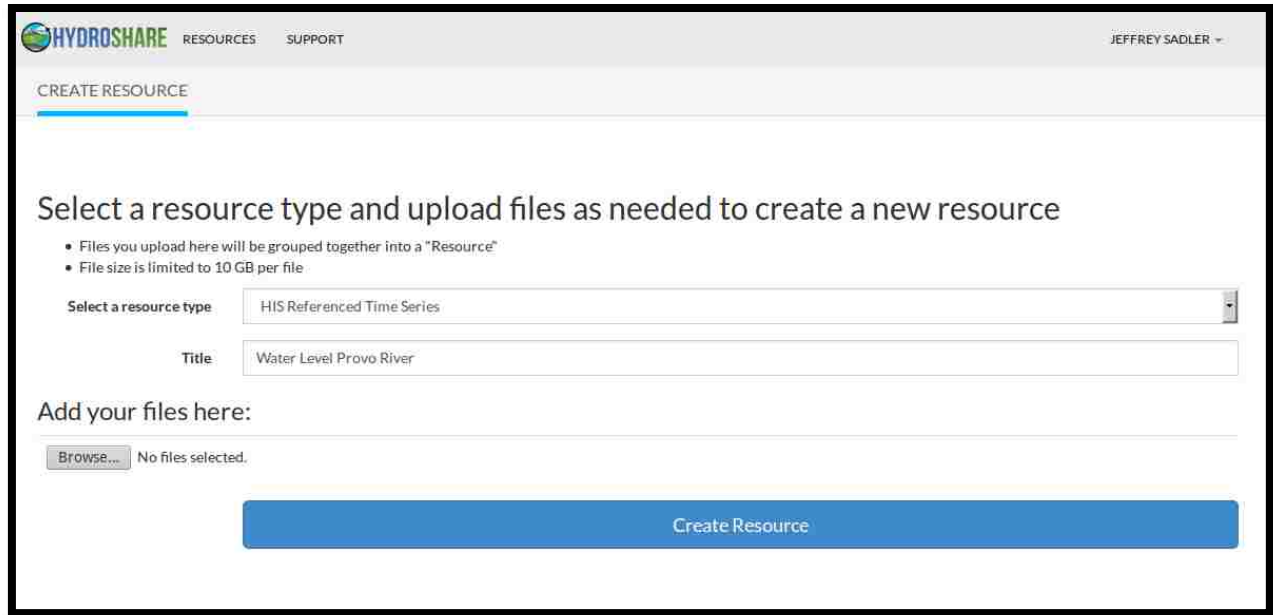 HYDROSHARE RESOURCES SUPPORT JEFFREY SADLER
CREATE RESOURCE
Select a resource type and upload files as needed to create a new resource
• Files you upload here will be grouped together into a "Resource"
• File size is limited to 10 GB per file
Select a resource type HIS Referenced Time Series
Title Water Level Provo River
Add your files here:
Browse... No files selected.
Create Resource